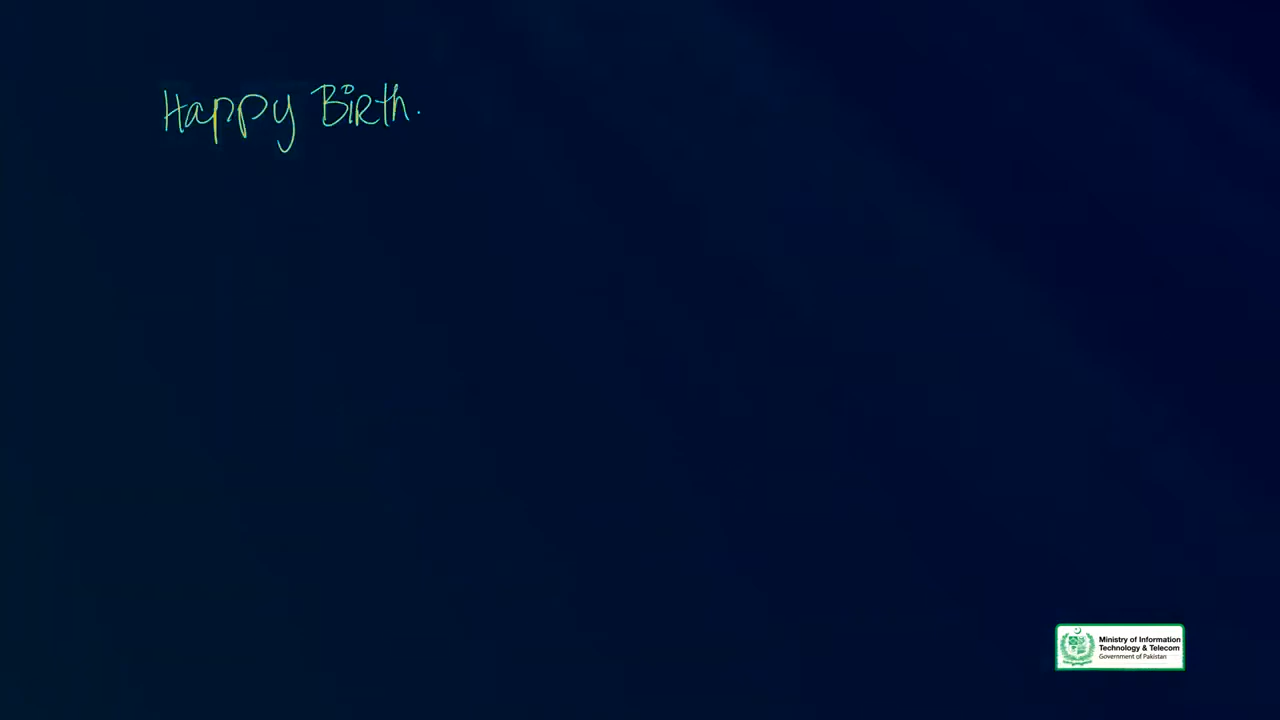 Happy Birth.
Ministry of Information
Technology & Telecom
Government of Pakistan